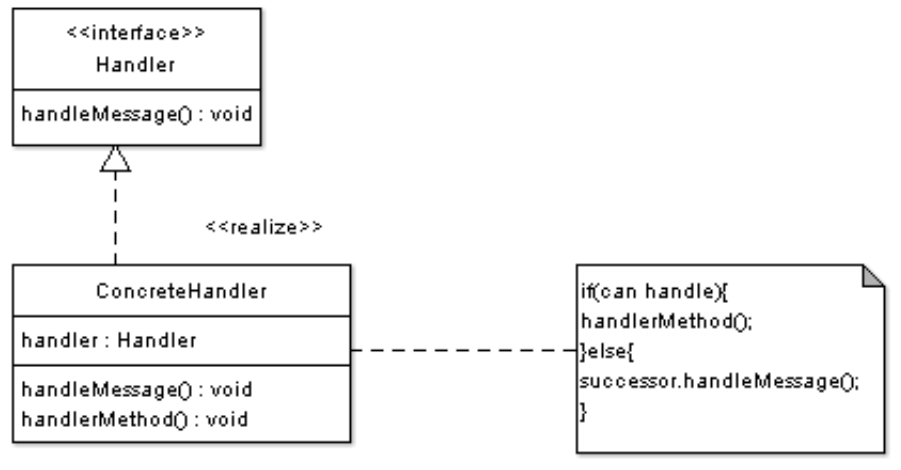 <<interface>>
Handler
handleMessage() : void
<<realize>>
ConcreteHandler
handler : Handler
handleMessage() : void
handlerMethod() : void
if(can handle){
handlerMethod();
}else{
successor.handleMessage();
}